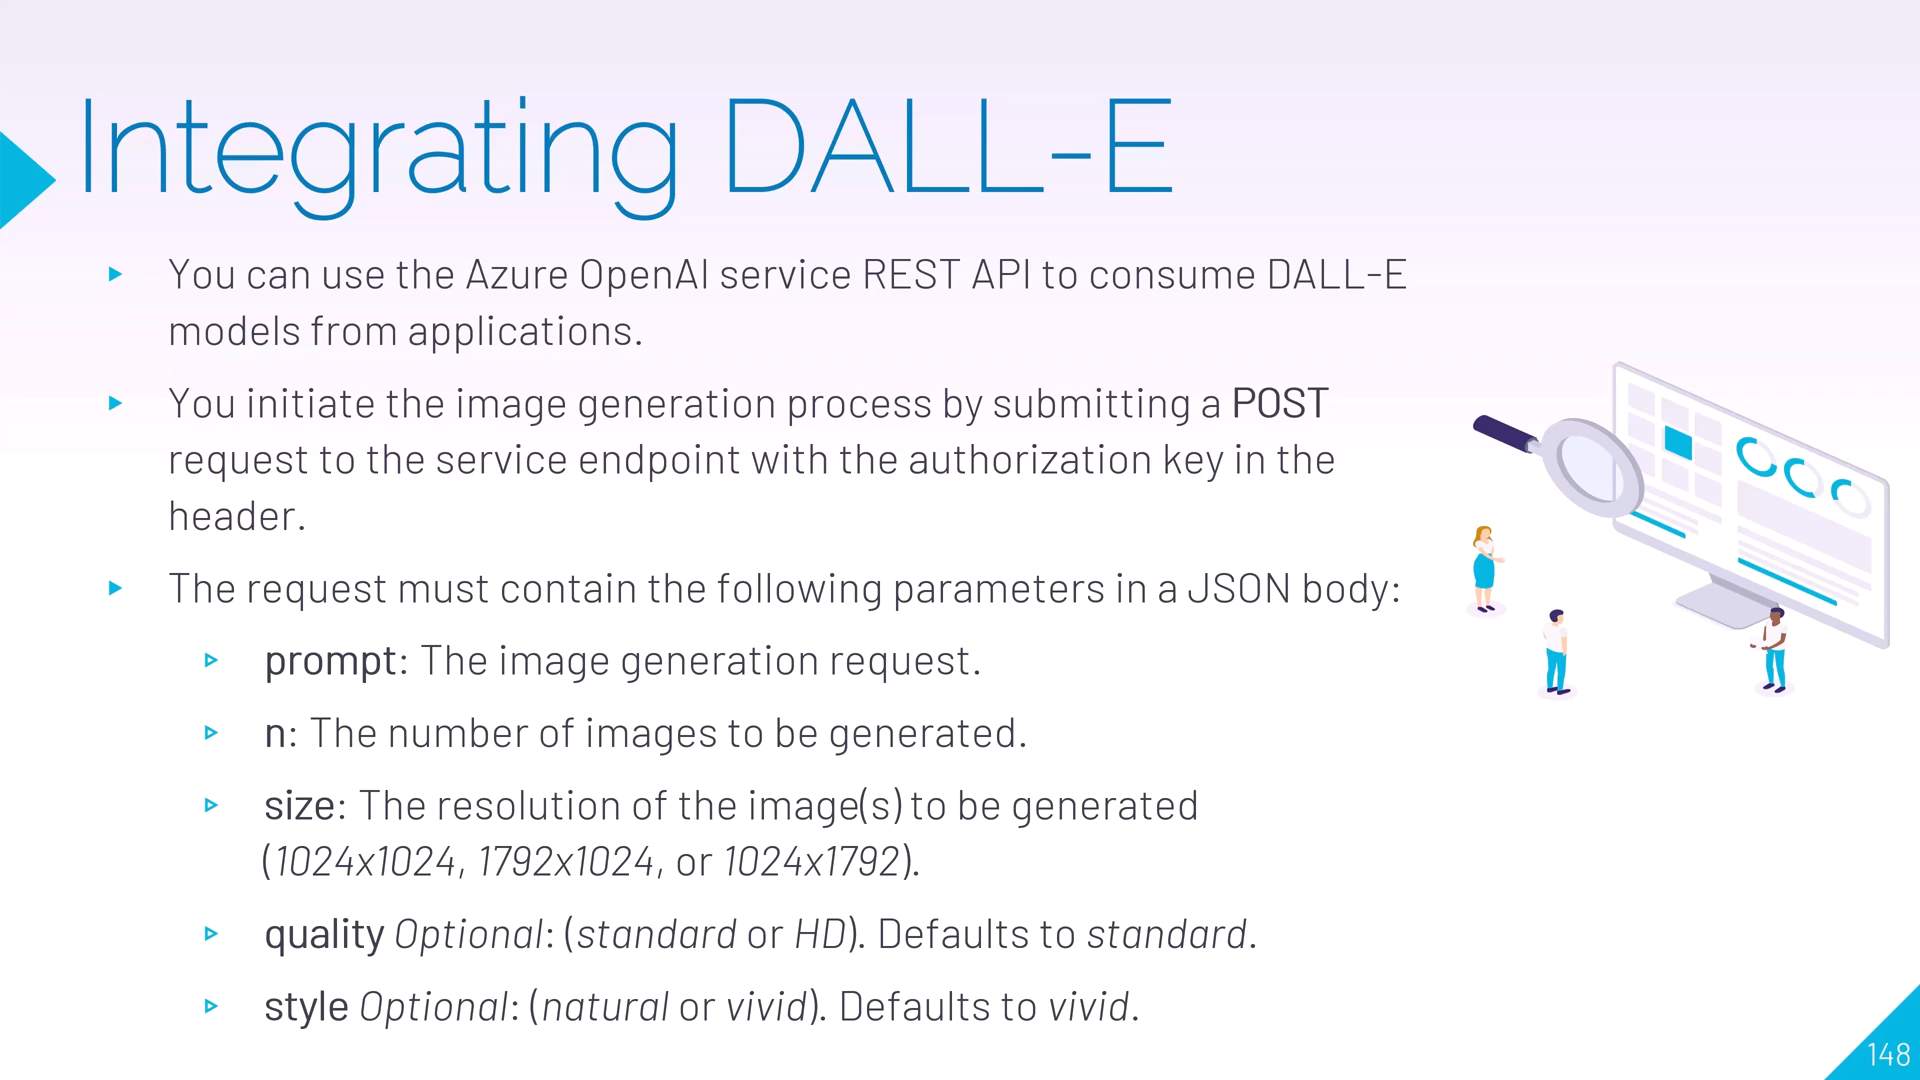 Integrating DALL-E
You can use the Azure OpenAI service REST API to consume DALL-E
models from applications.
You initiate the image generation process by submitting a POST
request to the service endpoint with the authorization key in the
header.
The request must contain the following parameters in a JSON body:
prompt: The image generation request.
n: The number of images to be generated.
size: The resolution of the image(s) to be generated
(1024x1024, 1792x1024, or 1024x1792).
quality Optional: (standard or HD). Defaults to standard.
style Optional: (natural or vivid). Defaults to vivid.
148